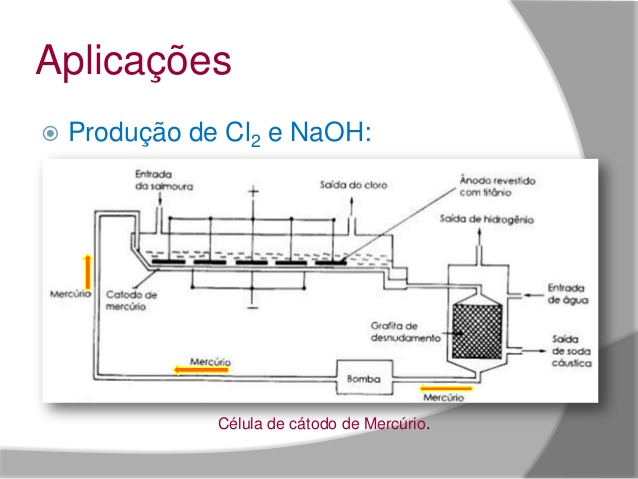 Aplicações
Produção de Cl₂ e NaOH:
Entrada
da salmoura
+
Saída do cloro
Ânodo revestido
com titânio
Saída de hidrogênio
Mercúrio
Catodo de
mercúrio
−
Entrada
de água
Grafita de
desnudamento
Saída
de soda
cáustica
Mercúrio
Bomba
Mercúrio
Célula de cátodo de Mercúrio.